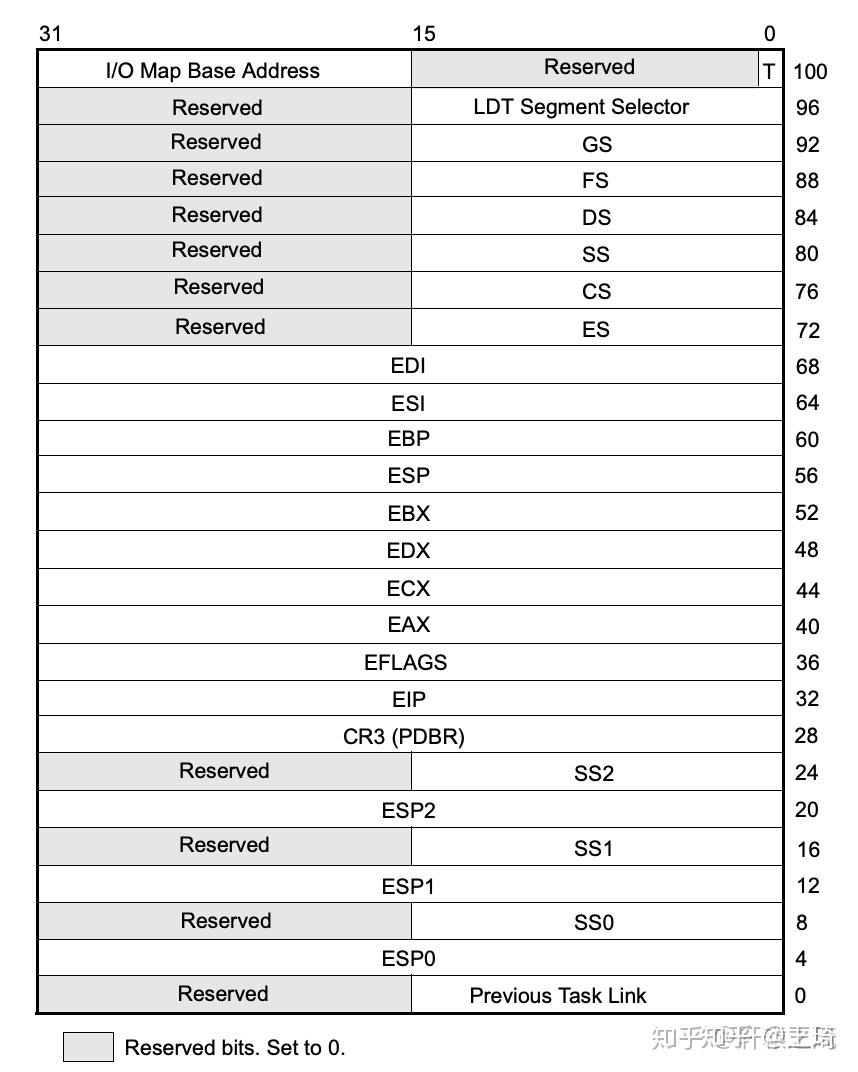 31 15 0
I/O Map Base Address Reserved T 100
Reserved LDT Segment Selector 96
Reserved GS 92
Reserved FS 88
Reserved DS 84
Reserved SS 80
Reserved CS 76
Reserved ES 72
EDI 68
ESI 64
EBP 60
ESP 56
EBX 52
EDX 48
ECX 44
EAX 40
EFLAGS 36
EIP 32
CR3 (PDBR) 28
Reserved SS2 24
ESP2 20
Reserved SS1 16
ESP1 12
Reserved SS0 8
ESP0 4
Reserved Previous Task Link 0
Reserved bits. Set to 0.
知乎